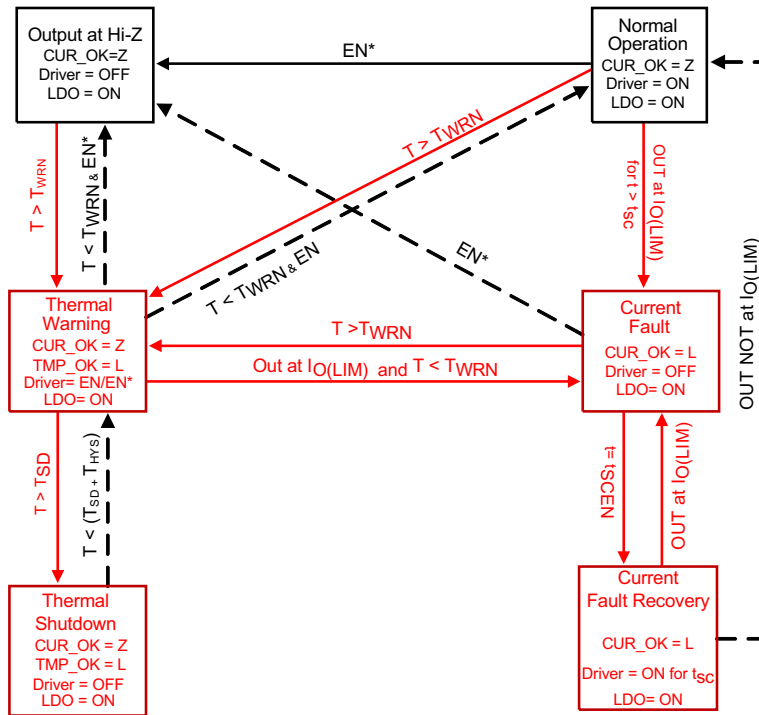 Output at Hi-Z
CUR_OK=Z
Driver = OFF
LDO = ON
EN*
Normal
Operation
CUR_OK = Z
Driver = ON
LDO = ON
T > TWRN
T < TWRN & EN*
T > TWRN
T < TWRN & EN
EN*
OUT at IO(LIM)
for t > tsc
OUT NOT at IO(LIM)
Thermal
Warning
CUR_OK = Z
TMP_OK = L
Driver= EN/EN*
LDO= ON
T >TWRN
Out at IO(LIM) and T < TWRN
Current
Fault
CUR_OK = L
Driver = OFF
LDO = ON
T > TSD
T < (TSD + THYS)
t= tSCEN
OUT at IO(LIM)
Thermal
Shutdown
CUR_OK = Z
TMP_OK = L
Driver = OFF
LDO = ON
Current
Fault Recovery
CUR_OK = L
Driver = ON for tsc
LDO= ON